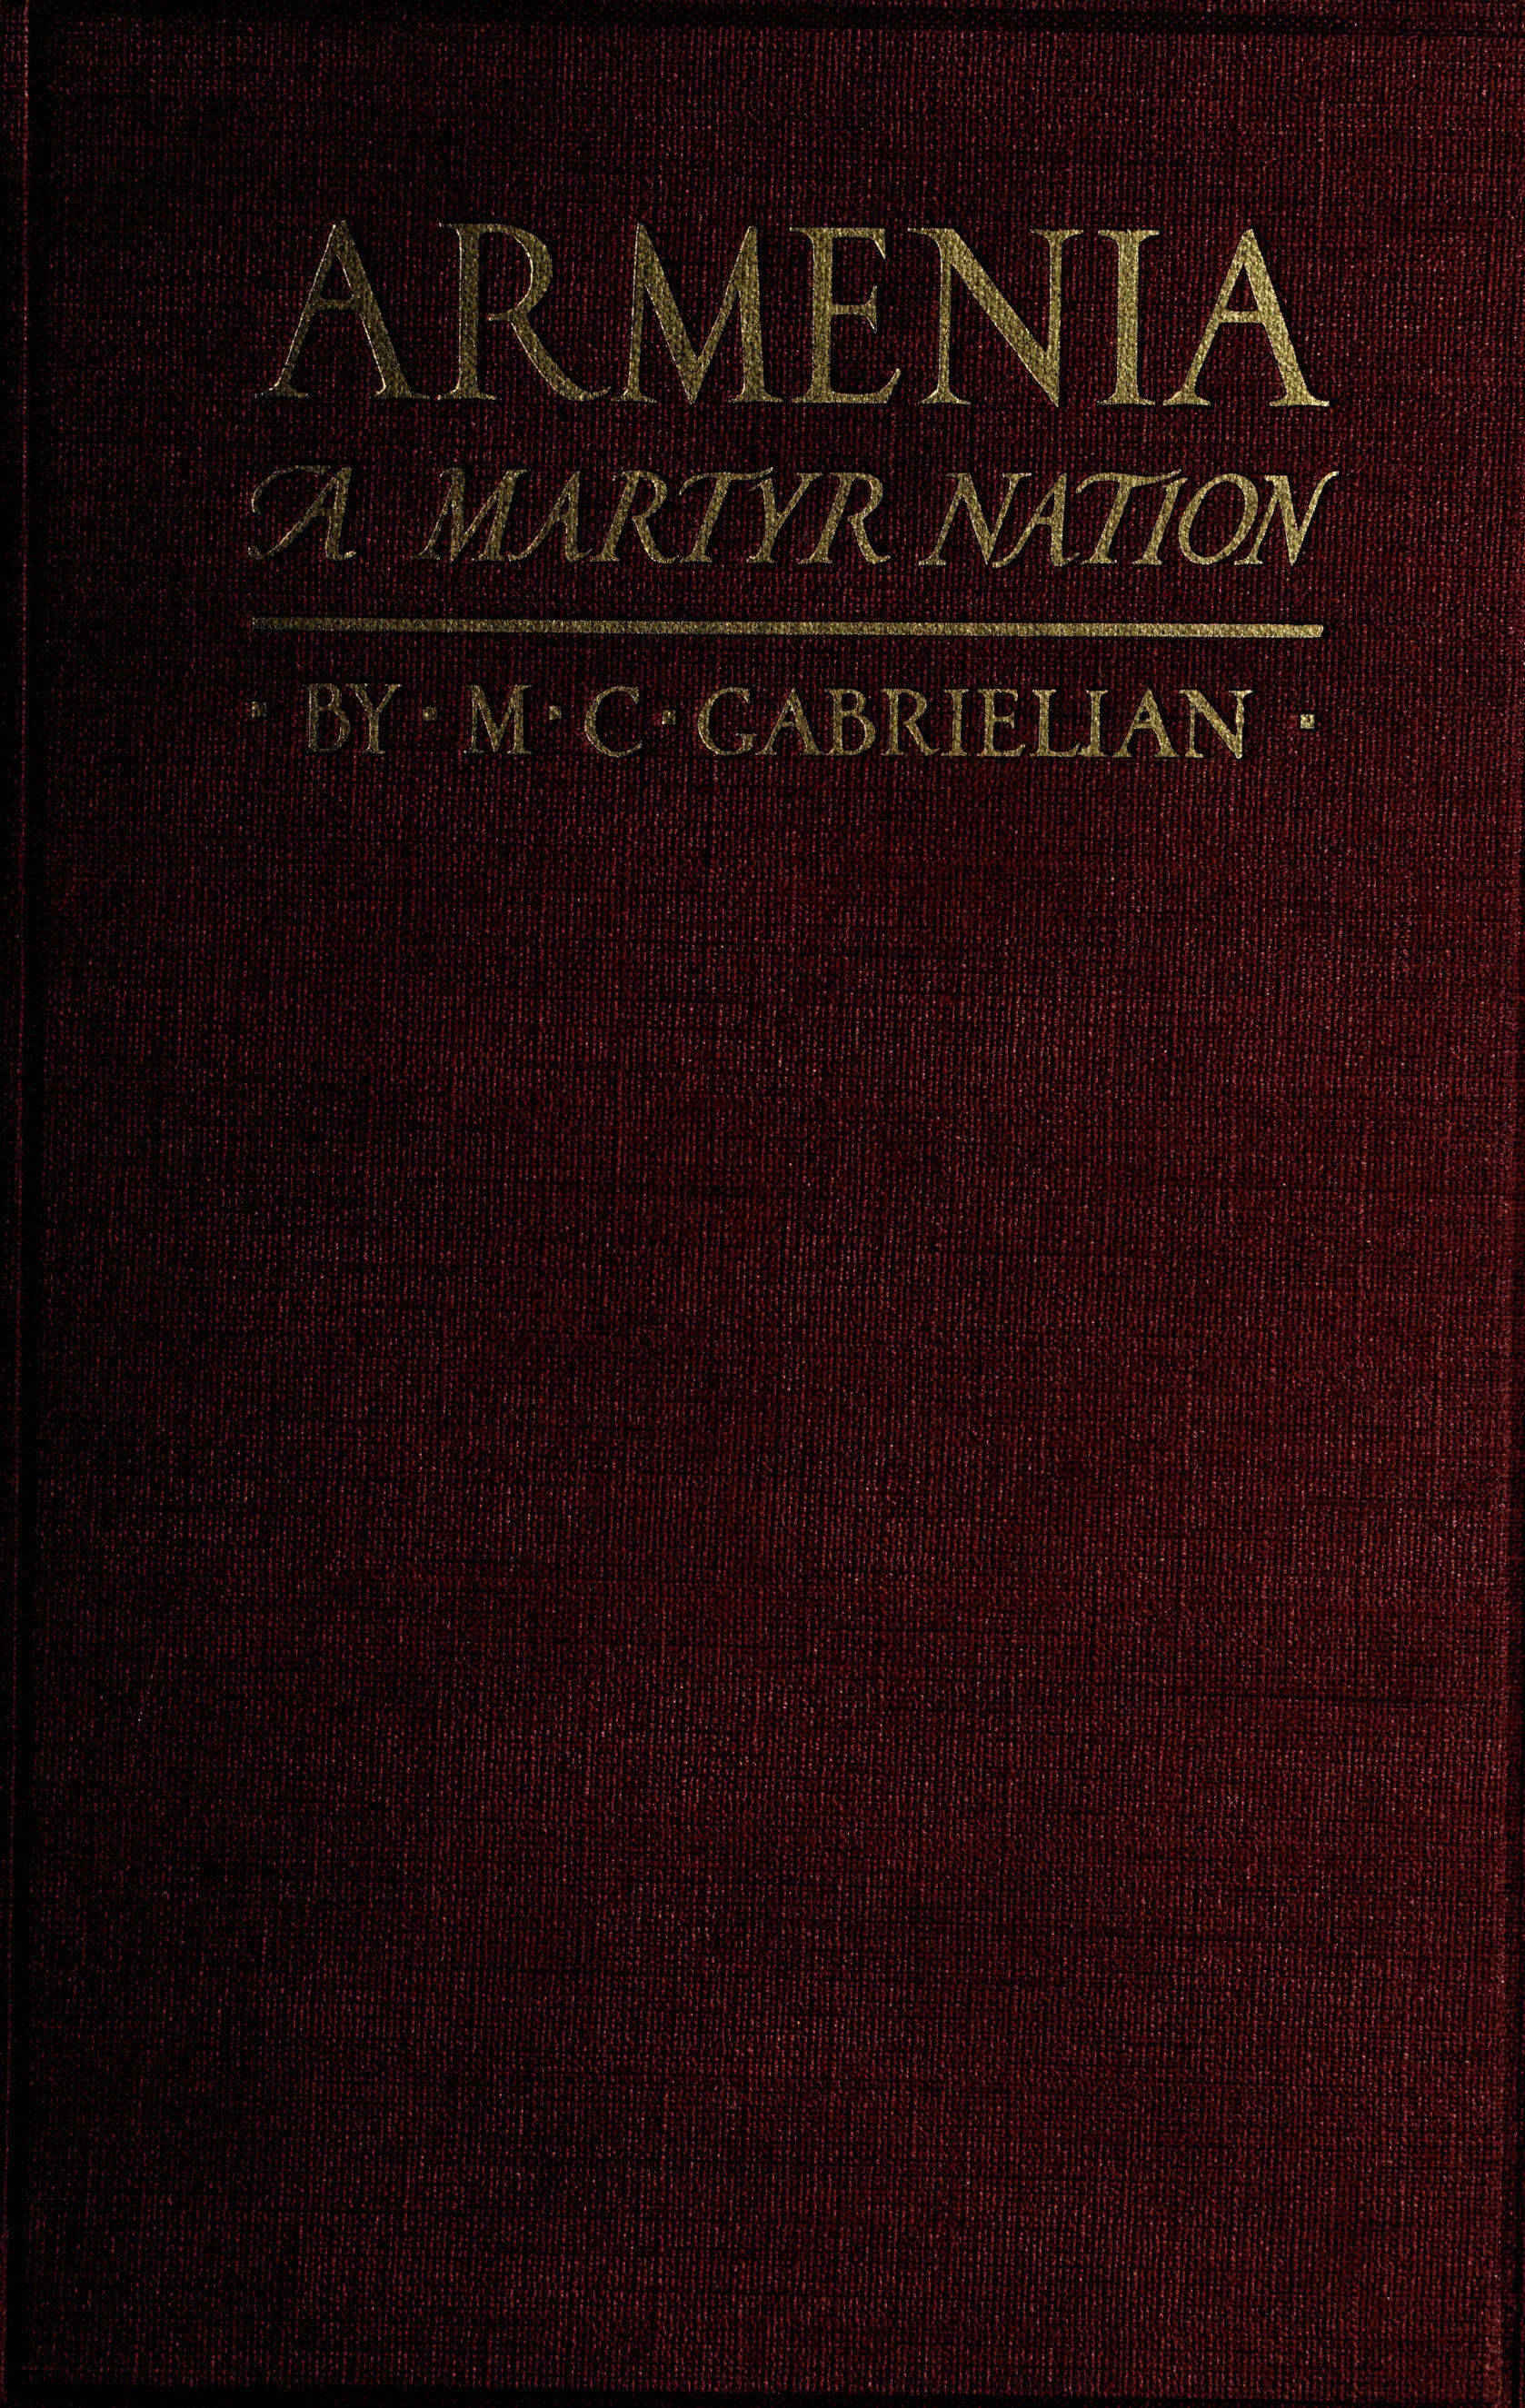 ARMENIA
A MARTYR NATION
· BY · M · C · GABRIELIAN ·